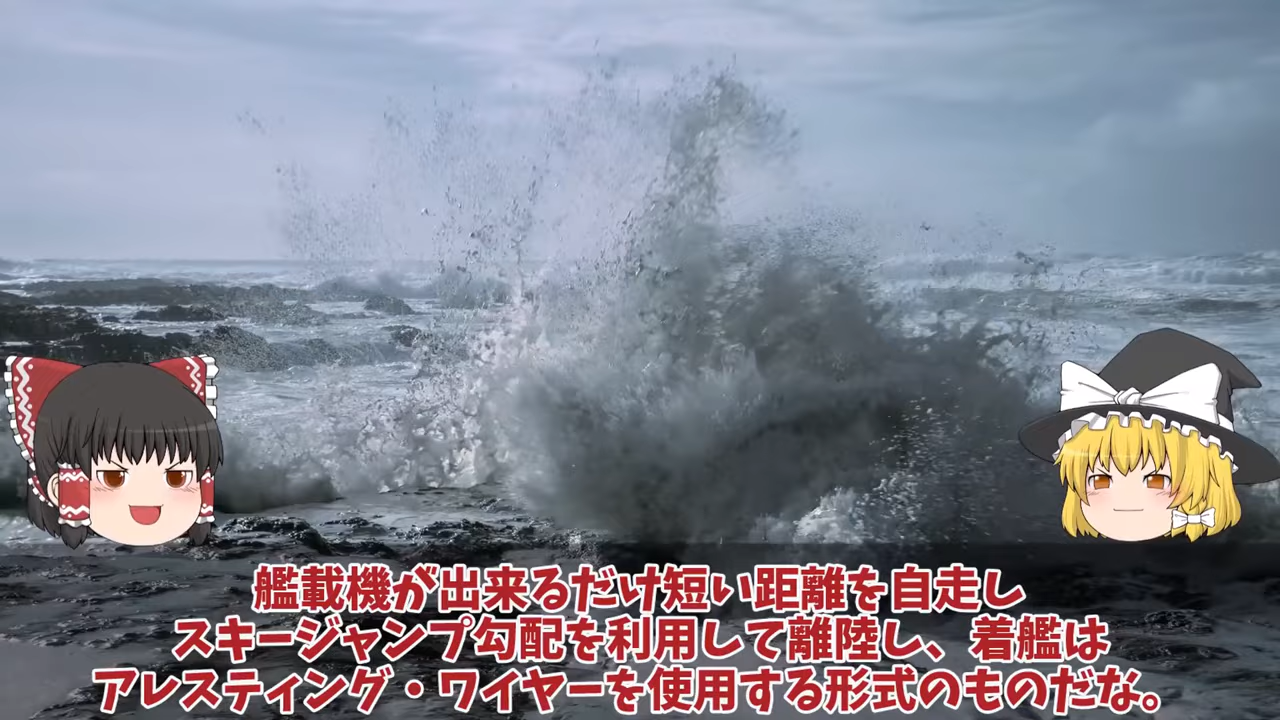 艦載機が出来るだけ短い距離を自走し
スキージャンプ勾配を利用して離陸し、着艦は
アレスティング・ワイヤーを使用する形式のものだな。